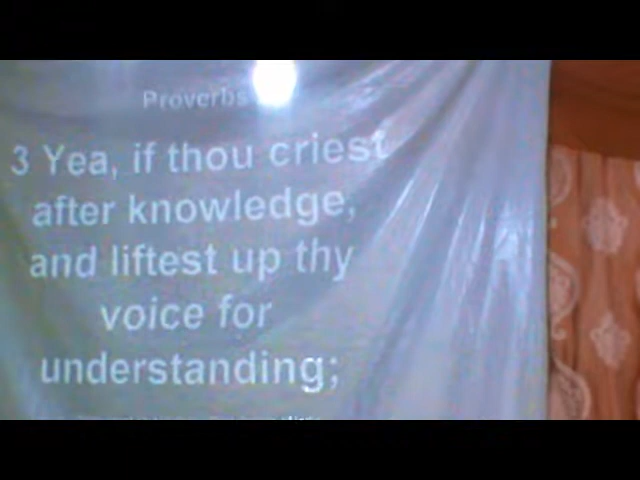 Proverbs
3 Yea, if thou criest
after knowledge,
and liftest up thy
voice for
understanding;